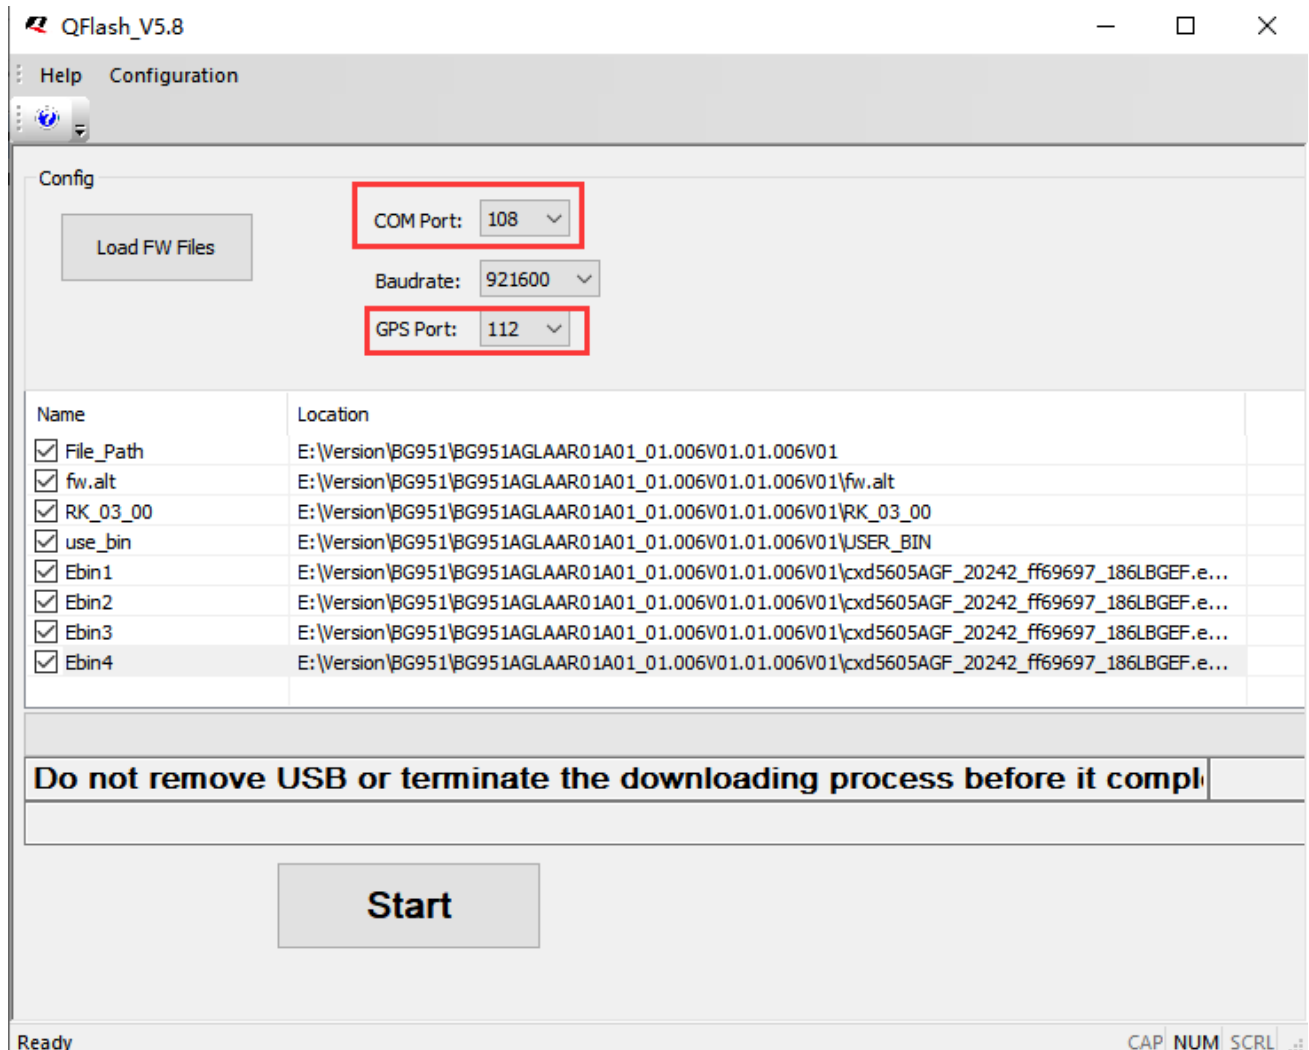 QFlash_V5.8
Help Configuration
Config
Load FW Files
COM Port: 108
Baudrate: 921600
GPS Port: 112
Name Location
File_Path E:\Version\BG951\BG951AGLAAR01A01_01.006V01.01.006V01
fw.alt E:\Version\BG951\BG951AGLAAR01A01_01.006V01.01.006V01\fw.alt
RK_03_00 E:\Version\BG951\BG951AGLAAR01A01_01.006V01.01.006V01\RK_03_00
use_bin E:\Version\BG951\BG951AGLAAR01A01_01.006V01.01.006V01\USER_BIN
Ebin1 E:\Version\BG951\BG951AGLAAR01A01_01.006V01.01.006V01\cxd5605AGF_20242_ff69697_186LBGEF.e...
Ebin2 E:\Version\BG951\BG951AGLAAR01A01_01.006V01.01.006V01\cxd5605AGF_20242_ff69697_186LBGEF.e...
Ebin3 E:\Version\BG951\BG951AGLAAR01A01_01.006V01.01.006V01\cxd5605AGF_20242_ff69697_186LBGEF.e...
Ebin4 E:\Version\BG951\BG951AGLAAR01A01_01.006V01.01.006V01\cxd5605AGF_20242_ff69697_186LBGEF.e...
Do not remove USB or terminate the downloading process before it compl
Start
Ready CAP NUM SCRL